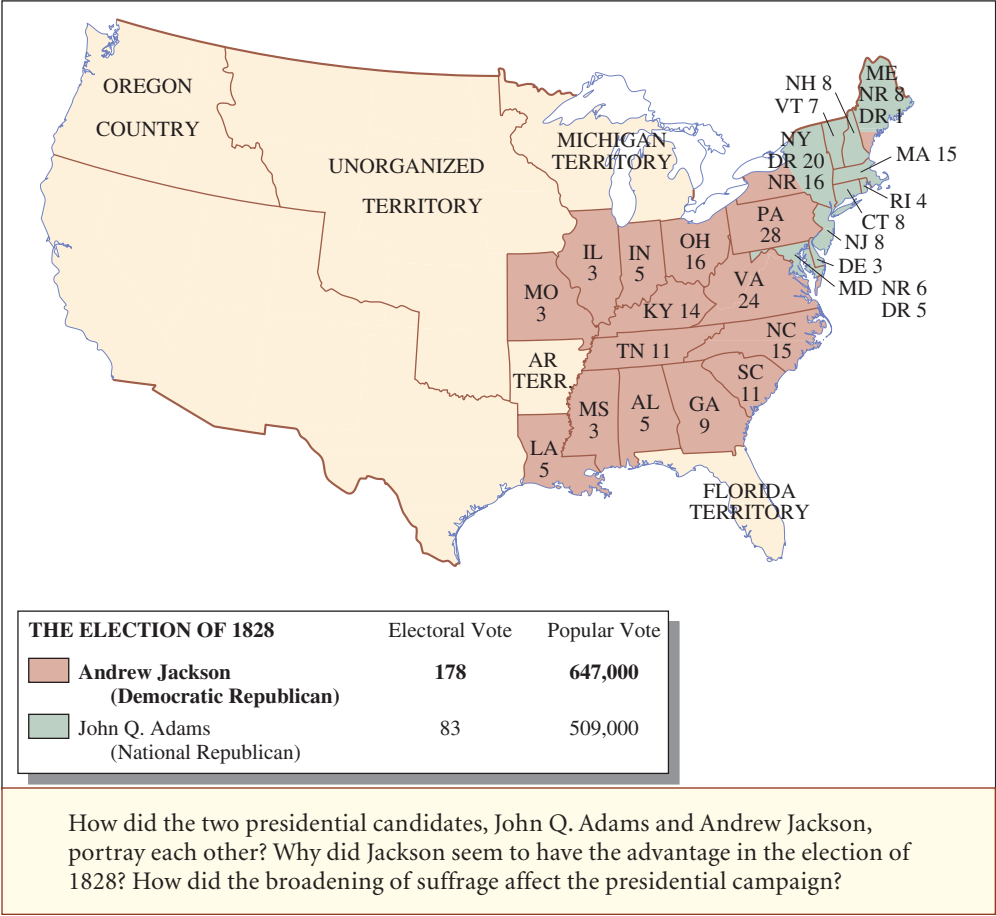 OREGON
COUNTRY
UNORGANIZED
TERRITORY
MICHIGAN
TERRITORY
NH 8
VT 7
ME
NR 8
DR 1
NY
DR 20
NR 16
MA 15
RI 4
CT 8
NJ 8
DE 3
MD NR 6
DR 5
PA
28
IL
3
IN
5
OH
16
MO
3
VA
24
KY 14
NC
15
TN 11
AR
TERR.
SC
11
MS
3
AL
5
GA
9
LA
5
FLORIDA
TERRITORY
THE ELECTION OF 1828 Electoral Vote Popular Vote
Andrew Jackson 178 647,000
(Democratic Republican)
John Q. Adams 83 509,000
(National Republican)
How did the two presidential candidates, John Q. Adams and Andrew Jackson,
portray each other? Why did Jackson seem to have the advantage in the election of
1828? How did the broadening of suffrage affect the presidential campaign?